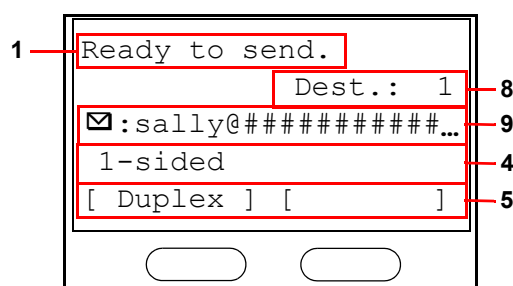 1 Ready to send.
Dest.: 1 8
:sally@###########… 9
1-sided 4
[ Duplex ] [ ] 5